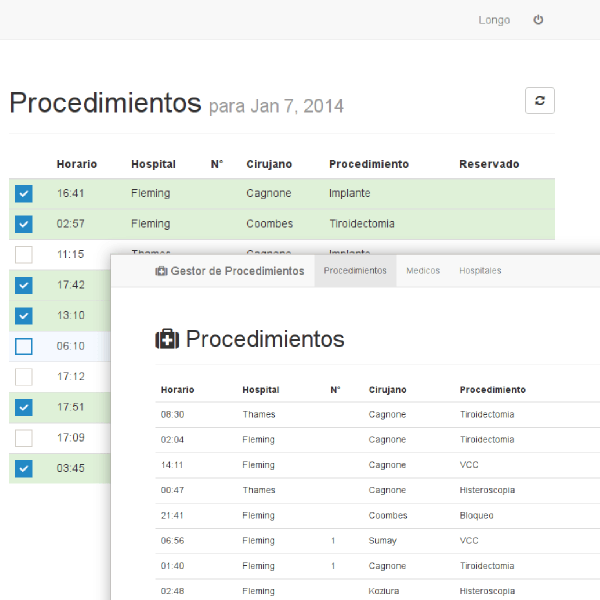 Longo
Procedimientos para Jan 7, 2014
Horario Hospital N° Cirujano Procedimiento Reservado
16:41 Fleming Cagnone Implante
02:57 Fleming Coombes Tiroidectomia
11:15 Thames Cagnone Implante
17:42
13:10
06:10
17:12
17:51
17:09
03:45
Gestor de Procedimientos Procedimientos Medicos Hospitales
Procedimientos
Horario Hospital N° Cirujano Procedimiento
08:30 Thames Cagnone Tiroidectomia
02:04 Fleming Cagnone Tiroidectomia
14:11 Fleming Cagnone VCC
00:47 Thames Cagnone Histeroscopia
21:41 Fleming Coombes Bloqueo
06:56 Fleming 1 Sumay VCC
01:40 Fleming 1 Cagnone Tiroidectomia
02:48 Fleming Koziura Histeroscopia